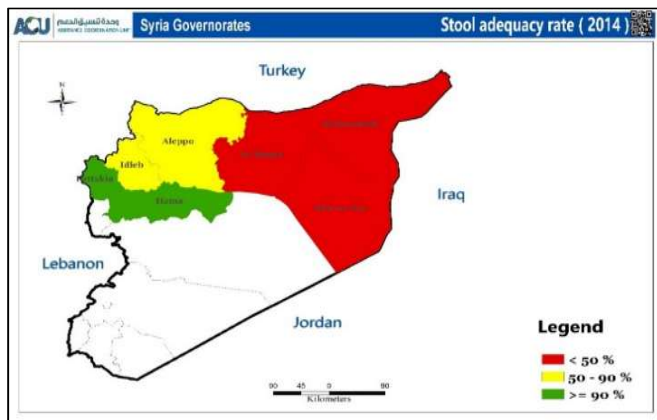 ACU
وحدة تنسيق الدعم
ASSISTANCE COORDINATION UNIT
Syria Governorates
Stool adequacy rate ( 2014 )
Turkey
N
Aleppo
Idleb
Hama
Iraq
Lebanon
Jordan
Legend
< 50 %
50 - 90 %
>= 90 %
90 45 0 90
Kilometers